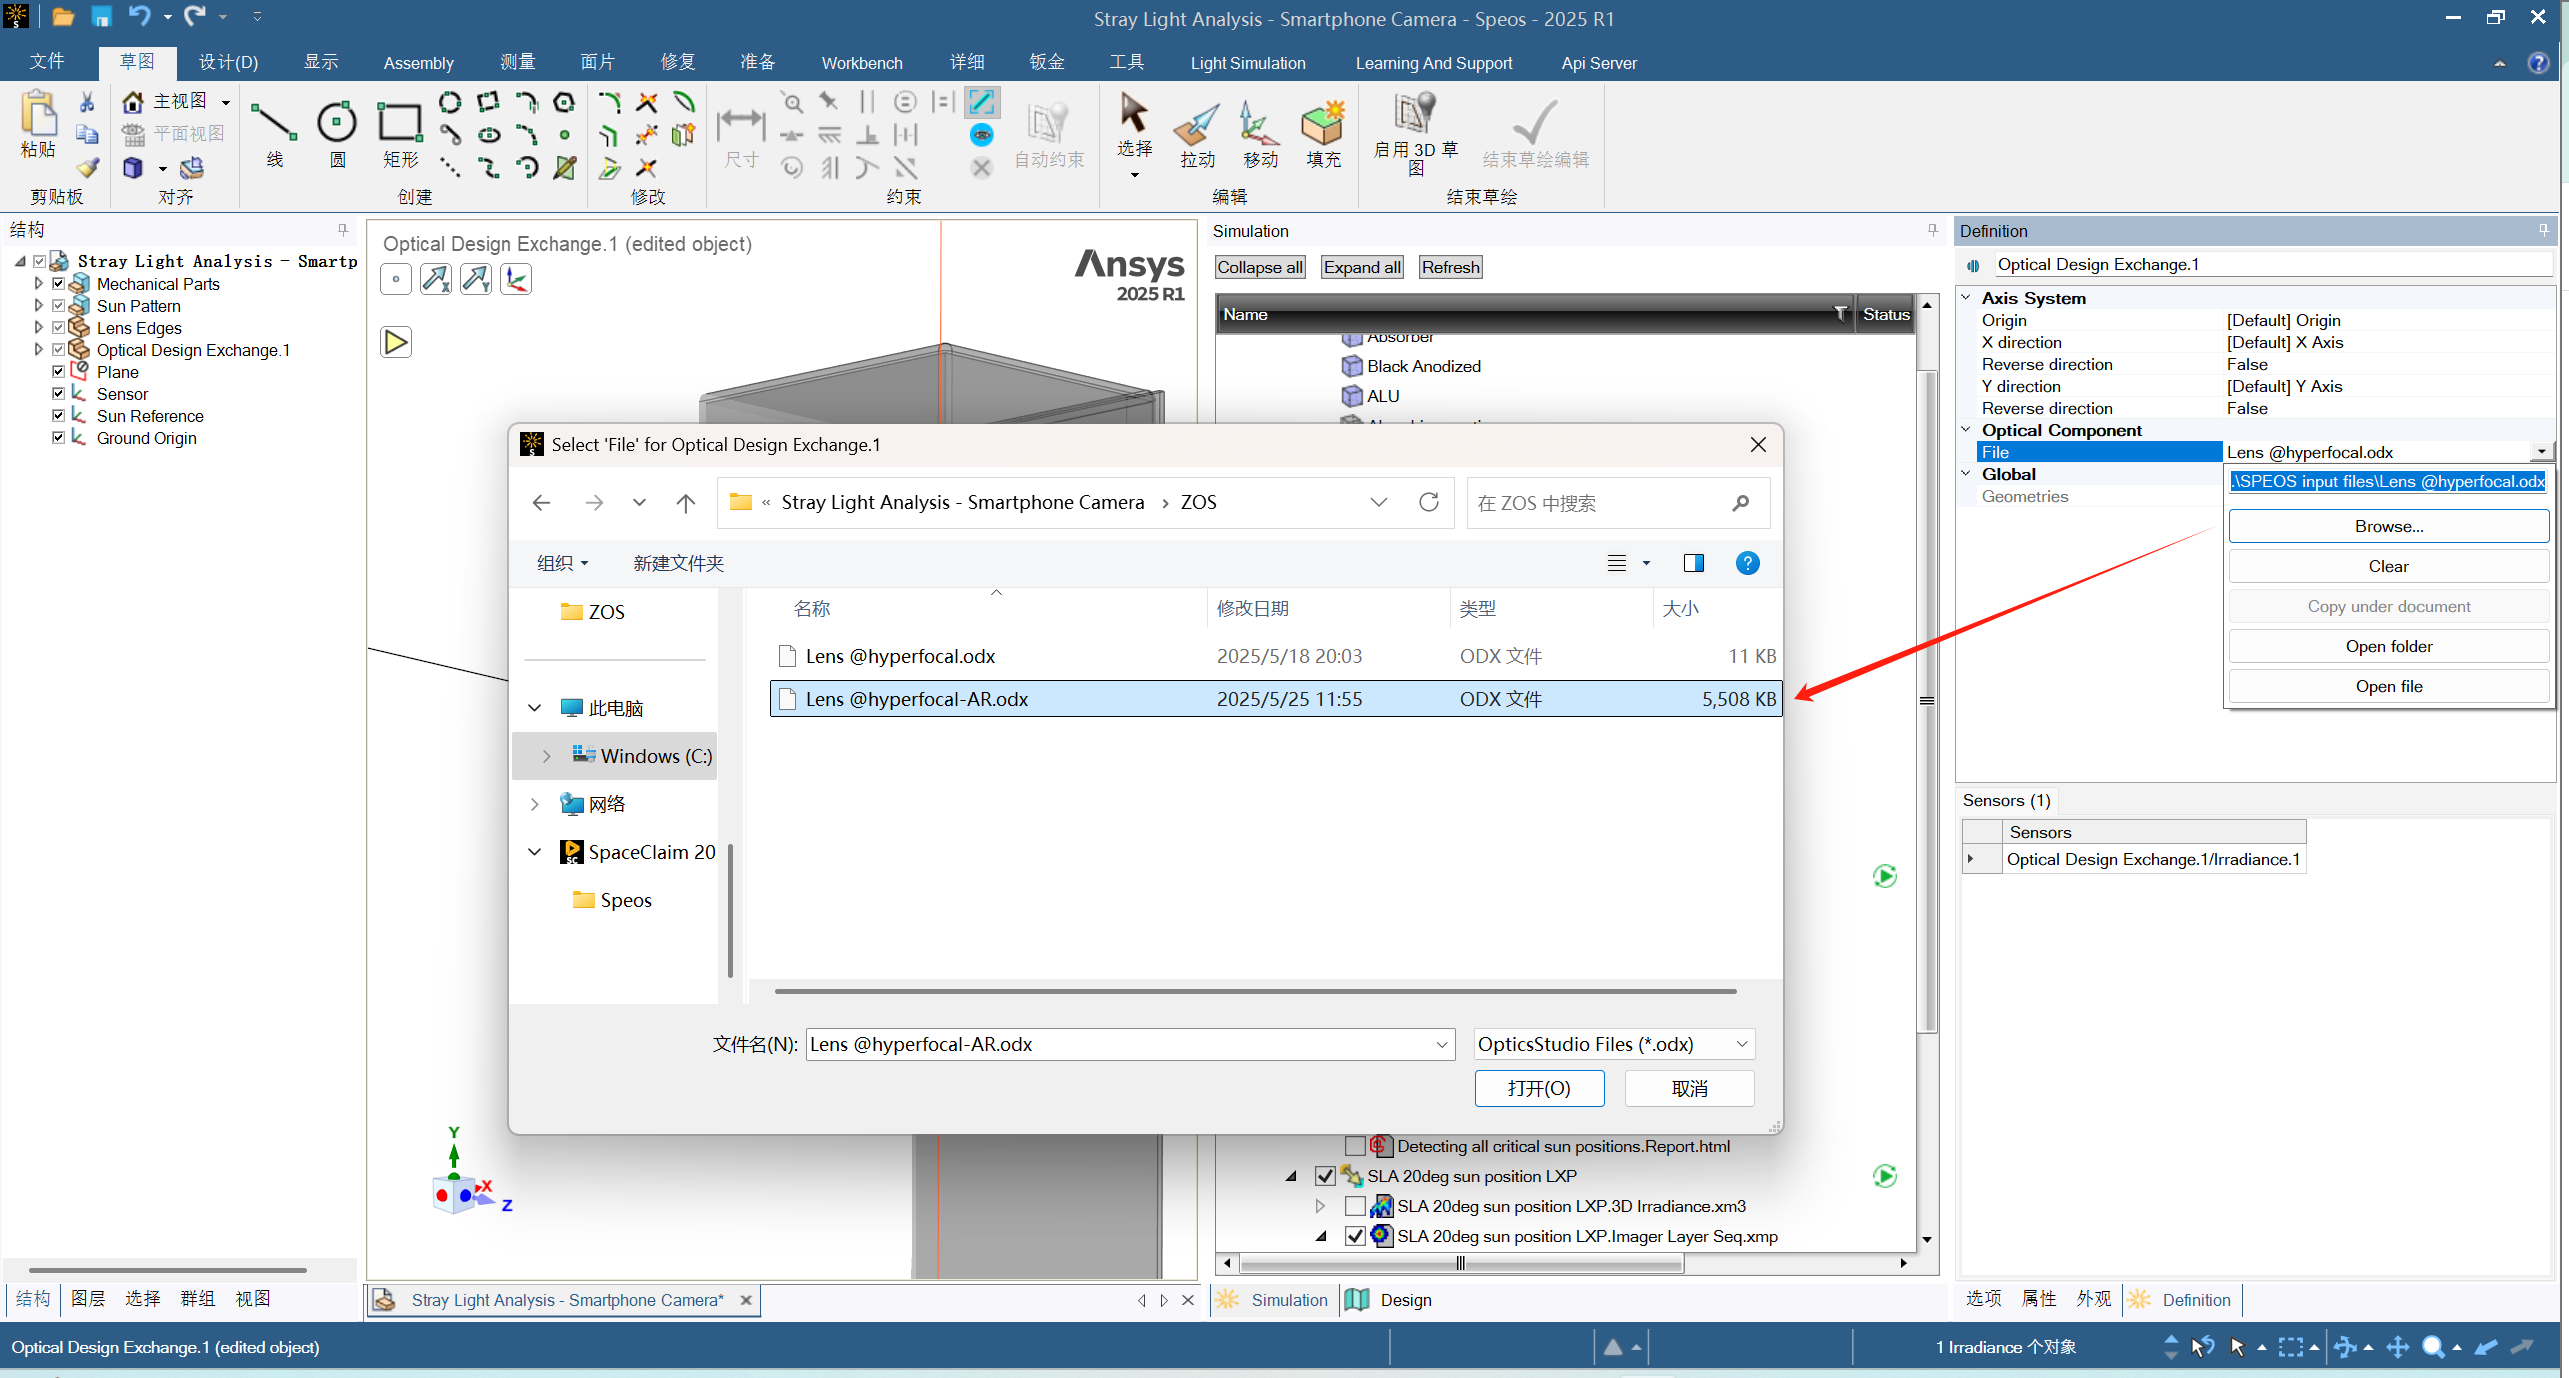 Stray Light Analysis - Smartphone Camera - Speos - 2025 R1
文件 草图 设计(D) 显示 Assembly 测量 面片 修复 准备 Workbench 详细 钣金 工具 Light Simulation Learning And Support Api Server
粘贴
主视图
平面视图
线 圆 矩形
尺寸
自动约束
选择 拉动 移动 填充
启用 3D 草图
结束草绘编辑
剪贴板 对齐 创建 修改 约束 编辑 结束草绘
结构
Stray Light Analysis - Smartp
Mechanical Parts
Sun Pattern
Lens Edges
Optical Design Exchange.1
Plane
Sensor
Sun Reference
Ground Origin
结构 图层 选择 群组 视图
Optical Design Exchange.1 (edited object)
Ansys
2025 R1
Y
X
Z
Stray Light Analysis - Smartphone Camera*
Simulation
Collapse all Expand all Refresh
Name Status
Absorber
Black Anodized
ALU
Select 'File' for Optical Design Exchange.1
« Stray Light Analysis - Smartphone Camera › ZOS
在 ZOS 中搜索
组织 新建文件夹
ZOS
此电脑
Windows (C:)
网络
SpaceClaim 20
Speos
名称 修改日期 类型 大小
Lens @hyperfocal.odx 2025/5/18 20:03 ODX 文件 11 KB
Lens @hyperfocal-AR.odx 2025/5/25 11:55 ODX 文件 5,508 KB
文件名(N): Lens @hyperfocal-AR.odx OpticsStudio Files (*.odx)
打开(O) 取消
Detecting all critical sun positions.Report.html
SLA 20deg sun position LXP
SLA 20deg sun position LXP.3D Irradiance.xm3
SLA 20deg sun position LXP.Imager Layer Seq.xmp
Simulation Design
Definition
Optical Design Exchange.1
Axis System
Origin [Default] Origin
X direction [Default] X Axis
Reverse direction False
Y direction [Default] Y Axis
Reverse direction False
Optical Component
File Lens @hyperfocal.odx
Global
Geometries
.\SPEOS input files\Lens @hyperfocal.odx
Browse...
Clear
Copy under document
Open folder
Open file
Sensors (1)
Sensors
Optical Design Exchange.1/Irradiance.1
选项 属性 外观 Definition
Optical Design Exchange.1 (edited object)
1 Irradiance 个对象